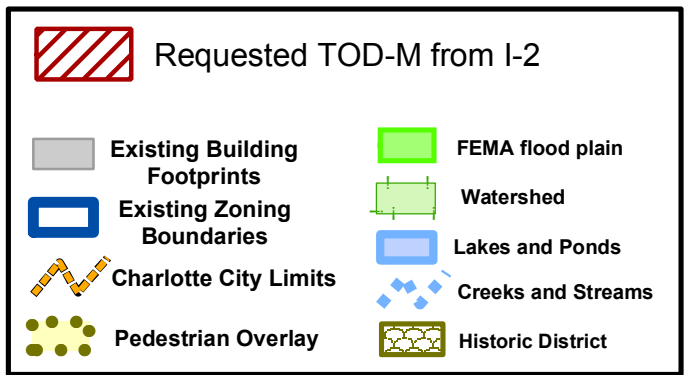 Requested TOD-M from I-2
Existing Building
Footprints
Existing Zoning
Boundaries
Charlotte City Limits
Pedestrian Overlay
FEMA flood plain
Watershed
Lakes and Ponds
Creeks and Streams
Historic District